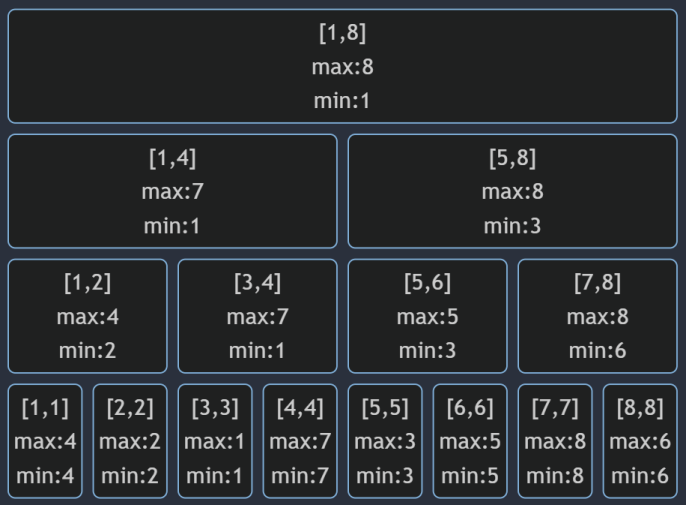 [1,8]
max:8
min:1
[1,4]
max:7
min:1
[5,8]
max:8
min:3
[1,2]
max:4
min:2
[3,4]
max:7
min:1
[5,6]
max:5
min:3
[7,8]
max:8
min:6
[1,1]
max:4
min:4
[2,2]
max:2
min:2
[3,3]
max:1
min:1
[4,4]
max:7
min:7
[5,5]
max:3
min:3
[6,6]
max:5
min:5
[7,7]
max:8
min:8
[8,8]
max:6
min:6